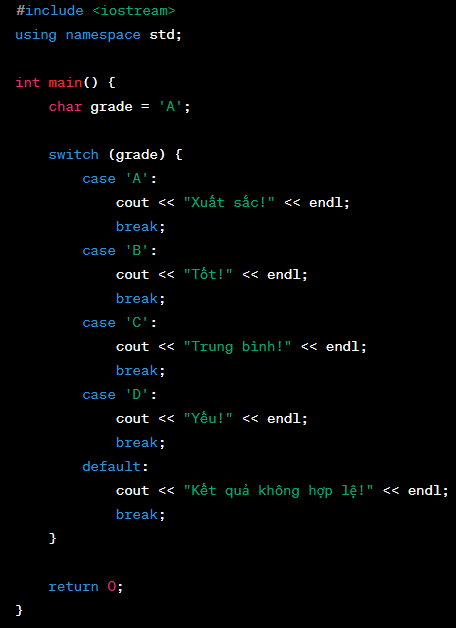 #include <iostream>
using namespace std;
int main() {
    char grade = 'A';
    switch (grade) {
        case 'A':
            cout << "Xuất sắc!" << endl;
            break;
        case 'B':
            cout << "Tốt!" << endl;
            break;
        case 'C':
            cout << "Trung bình!" << endl;
            break;
        case 'D':
            cout << "Yếu!" << endl;
            break;
        default:
            cout << "Kết quả không hợp lệ!" << endl;
            break;
    }
    return 0;
}